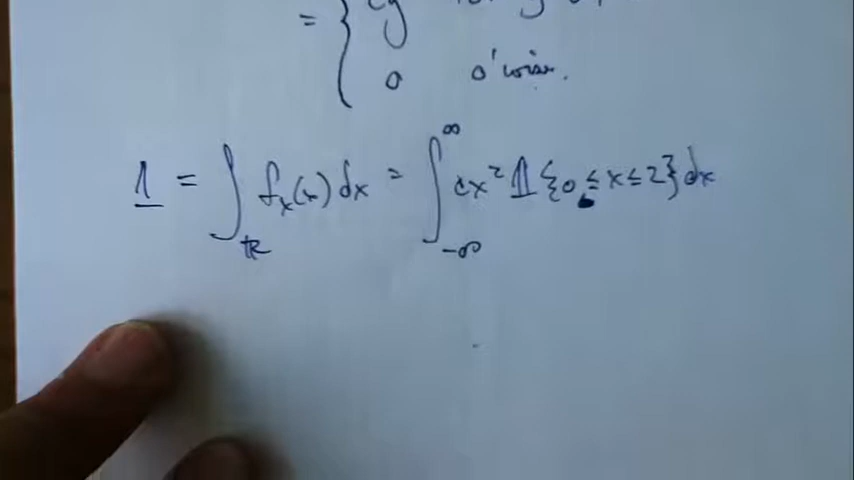 = {
0 o'wise.
1 = ∫_ℝ f_x(x) dx = ∫_{-∞}^{∞} cx² 𝟙{0 ≤ x ≤ 2} dx